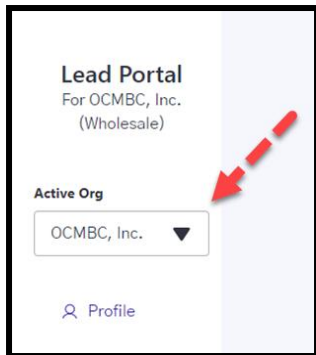 Lead Portal
For OCMBC, Inc.
(Wholesale)
Active Org
OCMBC, Inc.
Profile